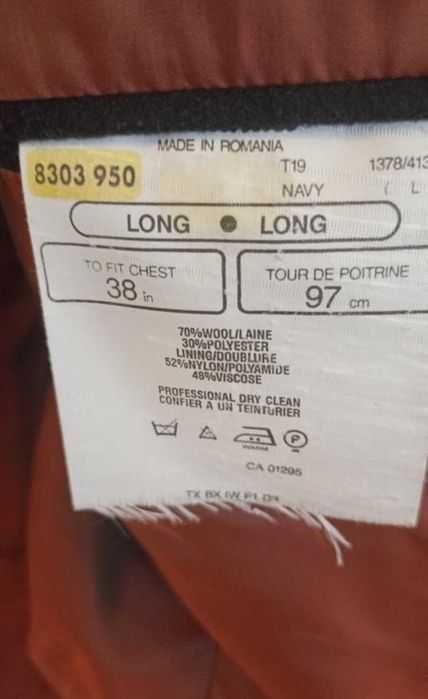 MADE IN ROMANIA
8303 950
T19 1378/413
NAVY L
LONG ● LONG
TO FIT CHEST
38 in
TOUR DE POITRINE
97 cm
70%WOOL/LAINE
30%POLYESTER
LINING/DOUBLURE
52%NYLON/POLYAMIDE
48%VISCOSE
PROFESSIONAL DRY CLEAN
CONFIER A UN TEINTURIER
P
CA 01295